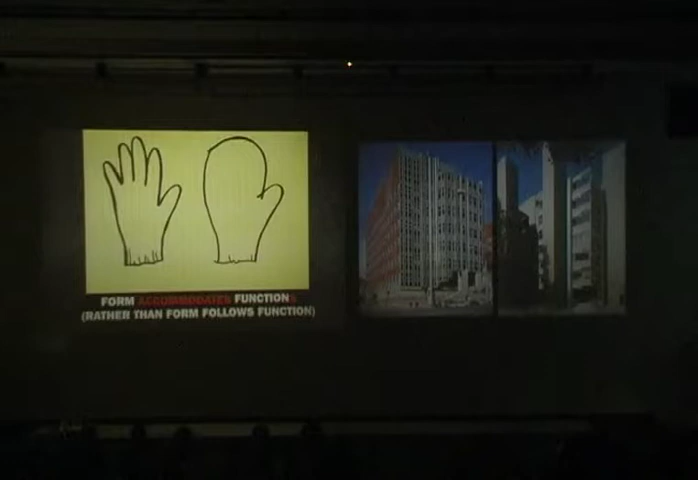 FORM ACCOMMODATES FUNCTIONS
(RATHER THAN FORM FOLLOWS FUNCTION)